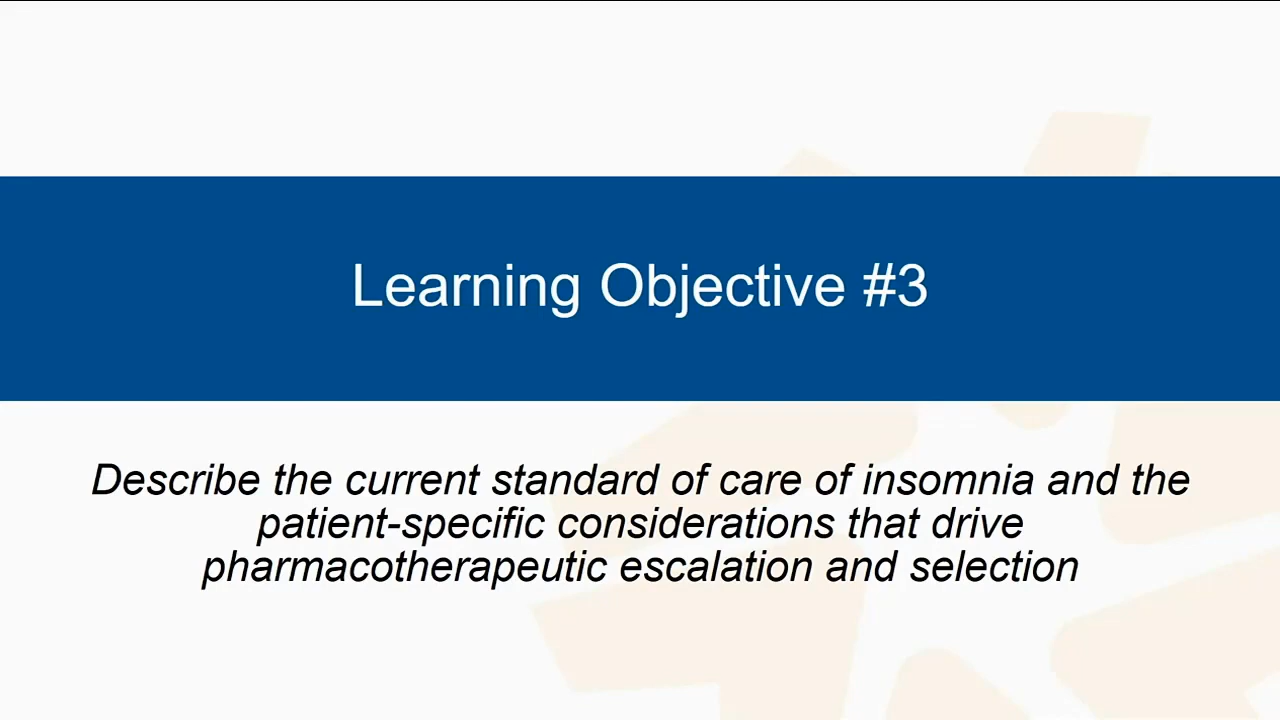 Learning Objective #3
Describe the current standard of care of insomnia and the
patient-specific considerations that drive
pharmacotherapeutic escalation and selection